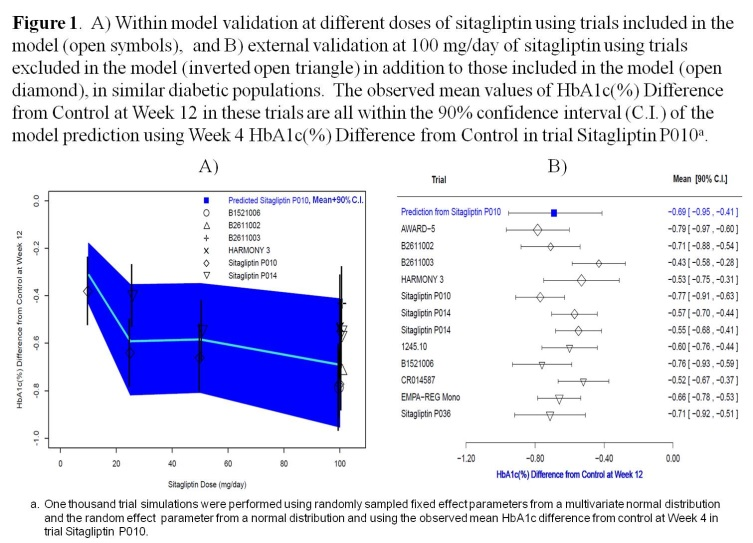 Figure 1. A) Within model validation at different doses of sitagliptin using trials included in the
model (open symbols), and B) external validation at 100 mg/day of sitagliptin using trials
excluded in the model (inverted open triangle) in addition to those included in the model (open
diamond), in similar diabetic populations. The observed mean values of HbA1c(%) Difference
from Control at Week 12 in these trials are all within the 90% confidence interval (C.I.) of the
model prediction using Week 4 HbA1c(%) Difference from Control in trial Sitagliptin P010a.
A)
HbA1c(%) Difference from Control at Week 12
0.0
-0.2
-0.4
-0.6
-0.8
-1.0
Predicted Sitagliptin P010, Mean+90% C.I.
B1521006
B2611002
B2611003
HARMONY 3
Sitagliptin P010
Sitagliptin P014
0 20 40 60 80 100
Sitagliptin Dose (mg/day)
B)
Trial Mean [90% C.I.]
Prediction from Sitagliptin P010 -0.69 [ -0.95 , -0.41 ]
AWARD-5 -0.79 [ -0.97 , -0.60 ]
B2611002 -0.71 [ -0.88 , -0.54 ]
B2611003 -0.43 [ -0.58 , -0.28 ]
HARMONY 3 -0.53 [ -0.75 , -0.31 ]
Sitagliptin P010 -0.77 [ -0.91 , -0.63 ]
Sitagliptin P014 -0.57 [ -0.70 , -0.44 ]
Sitagliptin P014 -0.55 [ -0.68 , -0.41 ]
1245.10 -0.60 [ -0.76 , -0.44 ]
B1521006 -0.76 [ -0.93 , -0.59 ]
CR014587 -0.52 [ -0.67 , -0.37 ]
EMPA-REG Mono -0.66 [ -0.78 , -0.53 ]
Sitagliptin P036 -0.71 [ -0.92 , -0.51 ]
-1.20 -0.80 -0.40 0.00
HbA1c(%) Difference from Control at Week 12
a. One thousand trial simulations were performed using randomly sampled fixed effect parameters from a multivariate normal distribution
and the random effect parameter from a normal distribution and using the observed mean HbA1c difference from control at Week 4 in
trial Sitagliptin P010.